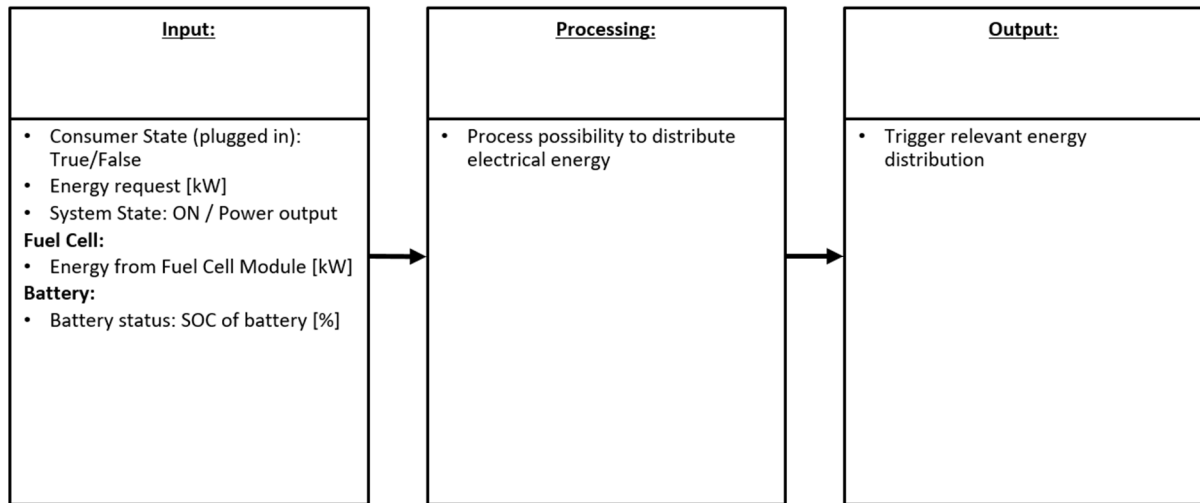 Input:
• Consumer State (plugged in):
True/False
• Energy request [kW]
• System State: ON / Power output
Fuel Cell:
• Energy from Fuel Cell Module [kW]
Battery:
• Battery status: SOC of battery [%]
Processing:
• Process possibility to distribute
electrical energy
Output:
• Trigger relevant energy
distribution